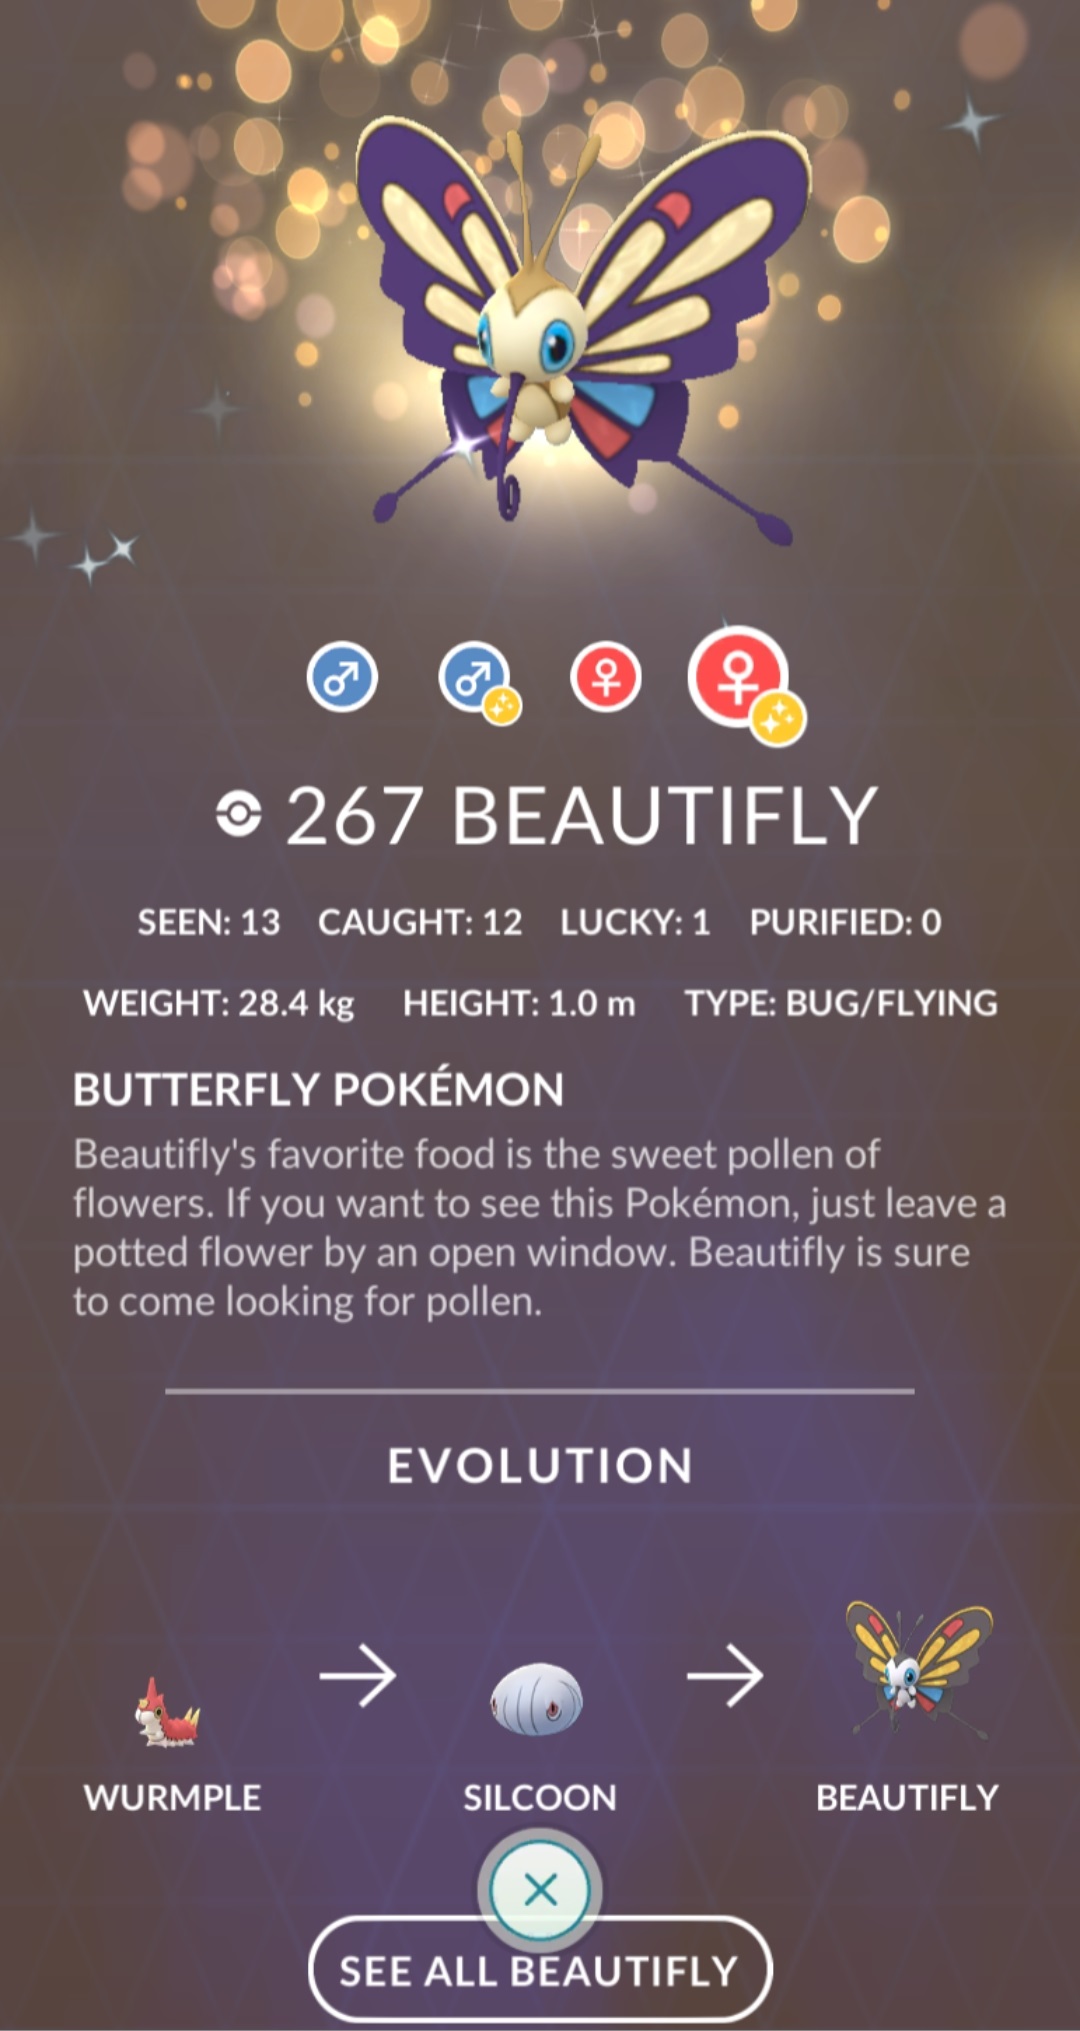 267 BEAUTIFLY
SEEN: 13 CAUGHT: 12 LUCKY: 1 PURIFIED: 0
WEIGHT: 28.4 kg HEIGHT: 1.0 m TYPE: BUG/FLYING
BUTTERFLY POKÉMON
Beautifly's favorite food is the sweet pollen of
flowers. If you want to see this Pokémon, just leave a
potted flower by an open window. Beautifly is sure
to come looking for pollen.
EVOLUTION
WURMPLE SILCOON BEAUTIFLY
SEE ALL BEAUTIFLY